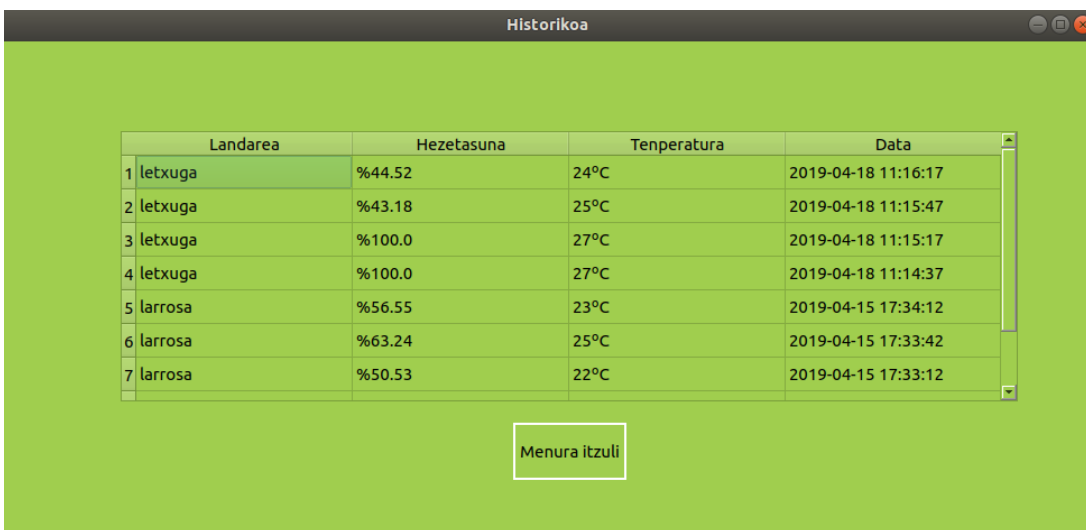 Historikoa
Landarea Hezetasuna Tenperatura Data
1 letxuga %44.52 24ºC 2019-04-18 11:16:17
2 letxuga %43.18 25ºC 2019-04-18 11:15:47
3 letxuga %100.0 27ºC 2019-04-18 11:15:17
4 letxuga %100.0 27ºC 2019-04-18 11:14:37
5 larrosa %56.55 23ºC 2019-04-15 17:34:12
6 larrosa %63.24 25ºC 2019-04-15 17:33:42
7 larrosa %50.53 22ºC 2019-04-15 17:33:12
Menura itzuli